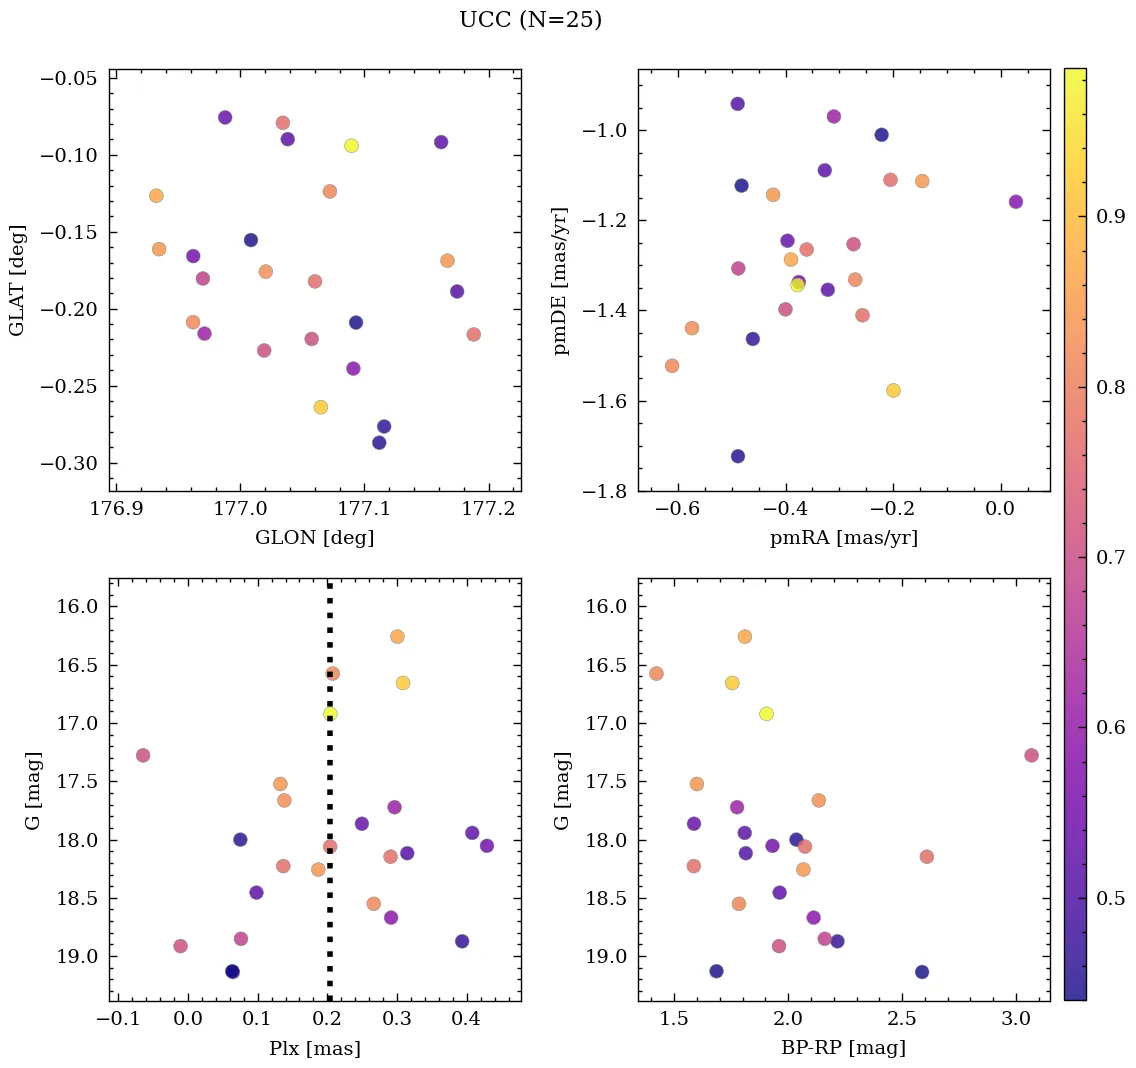 UCC (N=25)
−0.05
−0.10
−0.15
−0.20
−0.25
−0.30
GLAT [deg]
176.9 177.0 177.1 177.2
GLON [deg]
−1.0
−1.2
−1.4
−1.6
−1.8
pmDE [mas/yr]
−0.6 −0.4 −0.2 0.0
pmRA [mas/yr]
16.0
16.5
17.0
17.5
18.0
18.5
19.0
G [mag]
−0.1 0.0 0.1 0.2 0.3 0.4
Plx [mas]
16.0
16.5
17.0
17.5
18.0
18.5
19.0
G [mag]
1.5 2.0 2.5 3.0
BP-RP [mag]
0.9
0.8
0.7
0.6
0.5